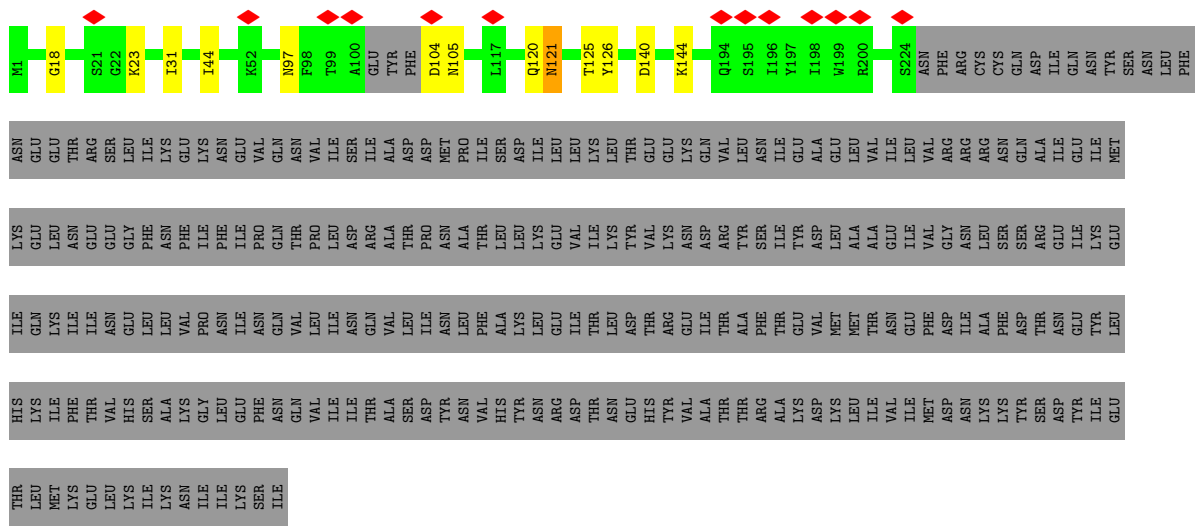 M1 G18 S21 G22 K23 I31 I44 K52 N97 F98 T99 A100 GLU TYR PHE D104 N105 L117 Q120 N121 T125 Y126 D140 K144 Q194 S195 I196 Y197 I198 W199 R200 S224 ASN PHE ARG CYS CYS GLN ASP ILE GLN ASN TYR SER ASN LEU PHE
ASN GLU GLU THR ARG SER LEU ILE LYS GLU LYS ASN GLU VAL GLN ASN VAL ILE SER ILE ALA ASP ASP MET PRO ILE SER ASP ILE LEU LEU LYS LEU THR GLU GLU LYS GLN VAL LEU ASN ILE GLU ALA GLU LEU VAL ILE LEU VAL ARG ARG ARG ASN GLN ALA ILE GLU ILE MET
LYS GLU LEU ASN GLU GLU GLY PHE ASN PHE ILE PHE ILE PRO GLN THR PRO LEU ASP ARG ALA THR PRO ASN ALA THR LEU LEU LYS GLU VAL ILE LYS TYR VAL LYS ASN ASP ARG TYR SER ILE TYR ASP LEU ALA ALA GLU ILE VAL GLY ASN LEU SER SER ARG GLU ILE LYS GLU
ILE GLN LYS ILE ILE ASN GLU LEU LEU VAL PRO ASN ILE ASN GLN VAL LEU ILE ASN GLN VAL LEU ILE ASN LEU PHE ALA LYS LEU GLU ILE THR LEU ASP THR ARG GLU ILE THR ALA PHE THR GLU VAL MET MET THR ASN GLU PHE ASP ILE ALA PHE ASP THR ASN GLU TYR LEU
HIS LYS ILE PHE THR VAL HIS SER ALA LYS GLY LEU GLU PHE ASN GLN VAL ILE ILE THR ALA SER ASP TYR ASN VAL HIS TYR ASN ARG ASP THR ASN GLU HIS TYR VAL ALA THR THR ARG ALA LYS ASP LYS LEU ILE VAL ILE MET ASP ASN LYS LYS TYR SER ASP TYR ILE GLU
THR LEU MET LYS GLU LEU LYS ILE LYS ASN ILE ILE LYS SER ILE